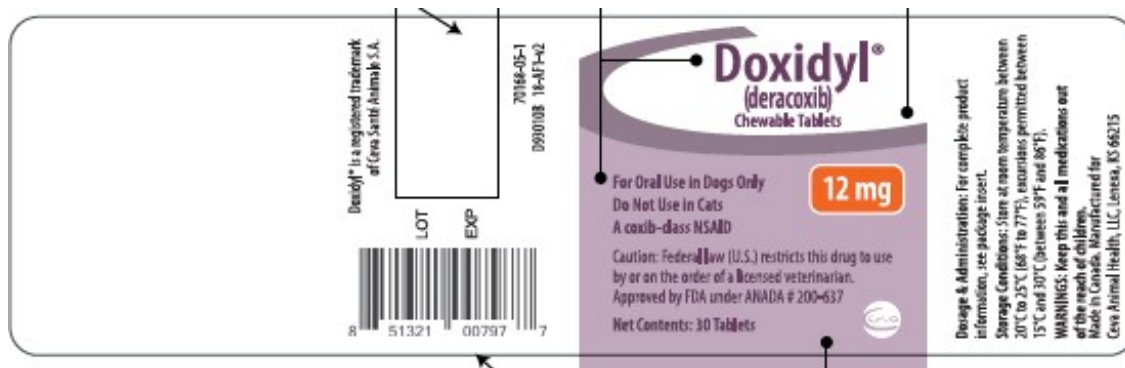 Doxidyl® is a registered trademark
of Ceva Santé Animale S.A.
70168-05-1
D93010B 18-AF1-v2
LOT
EXP
8 51321 00797 7
Doxidyl®
(deracoxib)
Chewable Tablets
12 mg
For Oral Use in Dogs Only
Do Not Use in Cats
A coxib-class NSAID
Caution: Federal law (U.S.) restricts this drug to use
by or on the order of a licensed veterinarian.
Approved by FDA under ANADA # 200-637
Net Contents: 30 Tablets
Ceva
Dosage & Administration: For complete product
information, see package insert.
Storage Conditions: Store at room temperature between
20°C to 25°C (68°F to 77°F), excursions permitted between
15°C and 30°C (between 59°F and 86°F).
WARNINGS: Keep this and all medications out
of the reach of children.
Made in Canada. Manufactured for
Ceva Animal Health, LLC, Lenexa, KS 66215